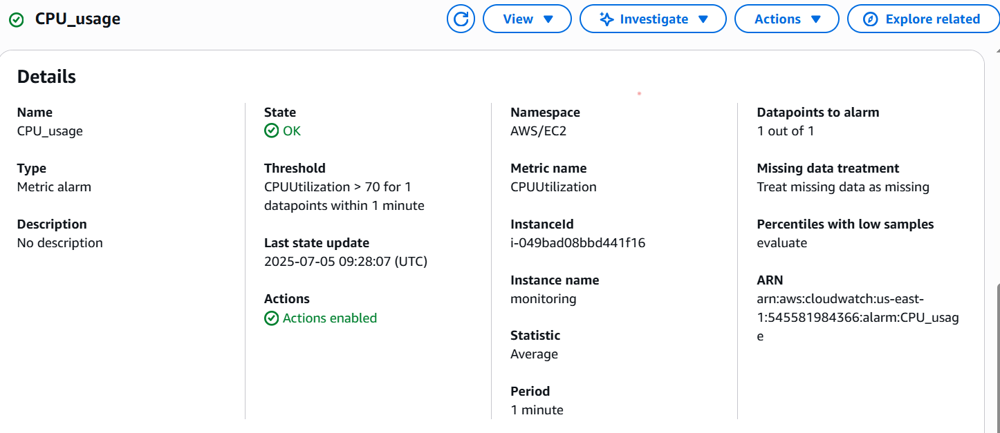 CPU_usage
View
Investigate
Actions
Explore related
Details
Name
CPU_usage
Type
Metric alarm
Description
No description
State
OK
Threshold
CPUUtilization > 70 for 1
datapoints within 1 minute
Last state update
2025-07-05 09:28:07 (UTC)
Actions
Actions enabled
Namespace
AWS/EC2
Metric name
CPUUtilization
InstanceId
i-049bad08bbd441f16
Instance name
monitoring
Statistic
Average
Period
1 minute
Datapoints to alarm
1 out of 1
Missing data treatment
Treat missing data as missing
Percentiles with low samples
evaluate
ARN
arn:aws:cloudwatch:us-east-
1:545581984366:alarm:CPU_usag
e